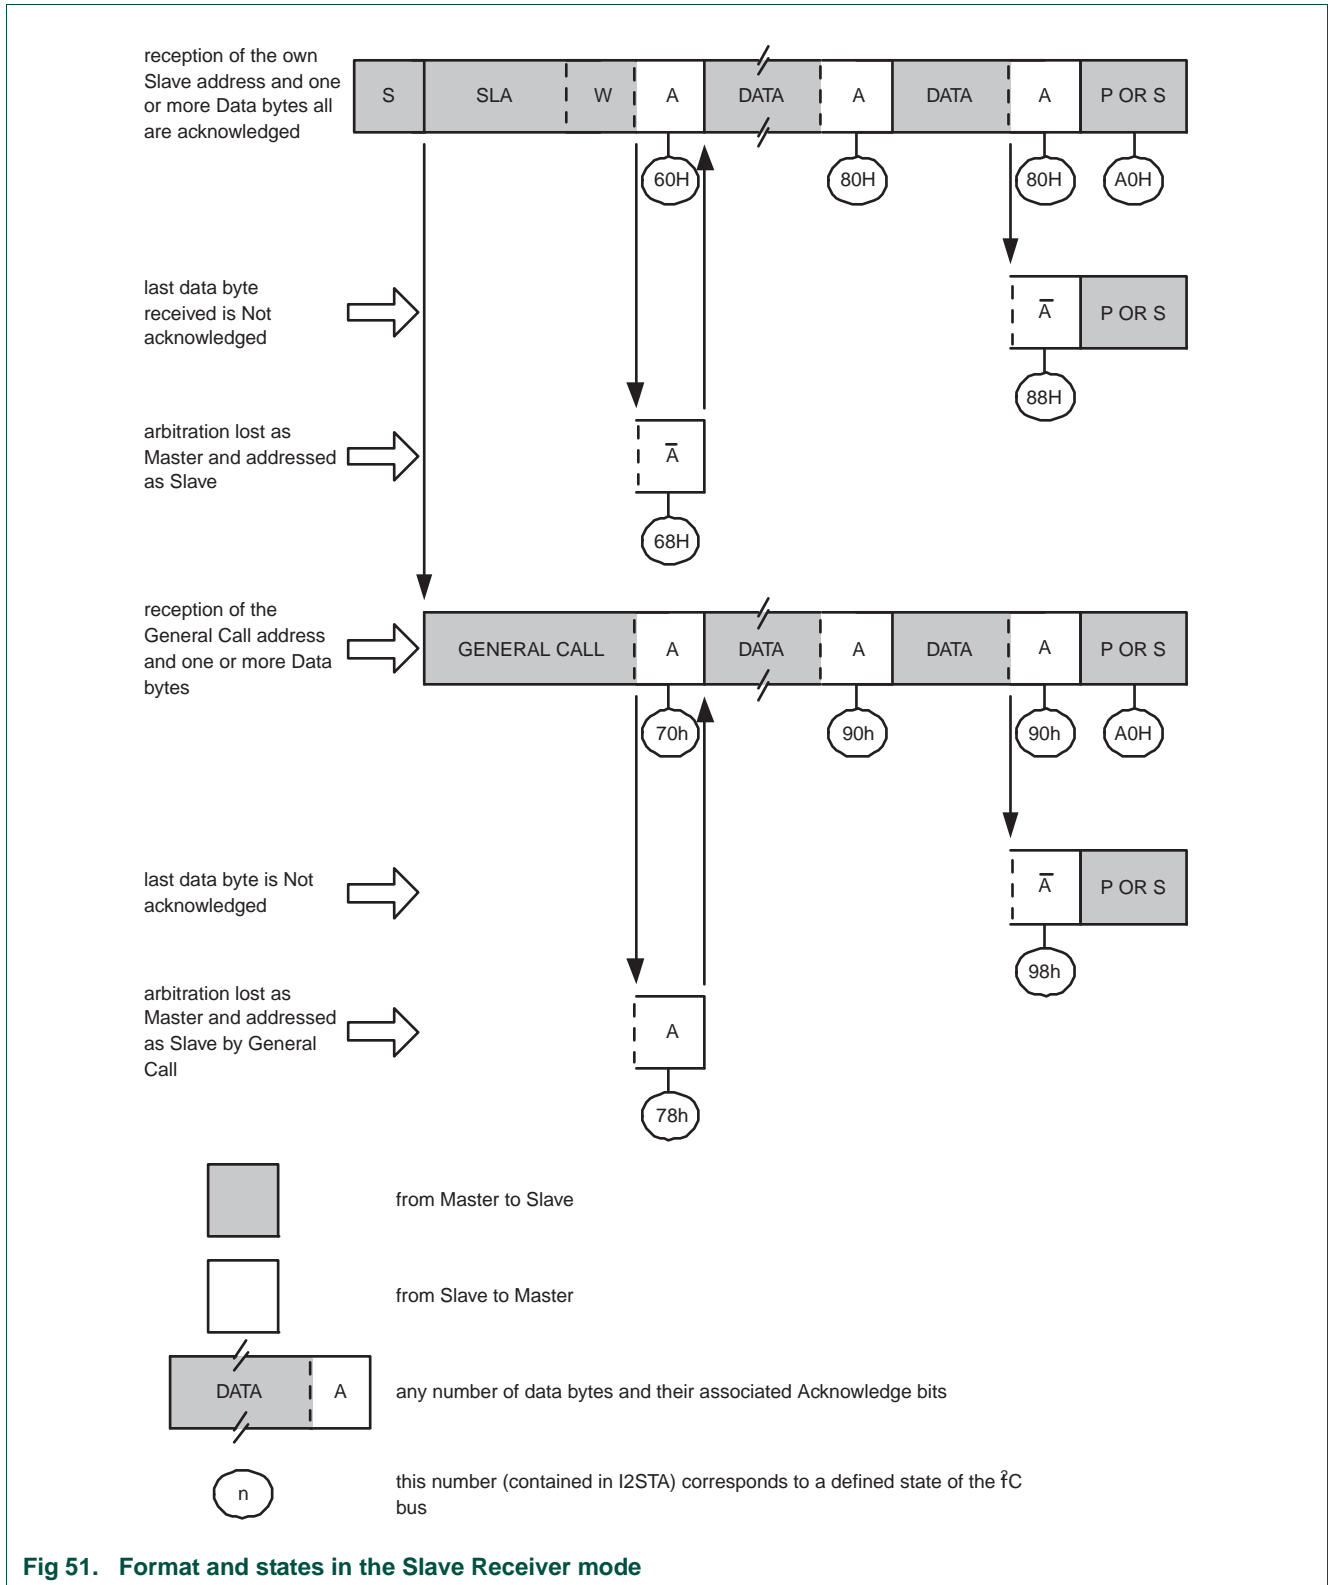 reception of the own
Slave address and one
or more Data bytes all
are acknowledged
S SLA W A DATA A DATA A P OR S
60H 80H 80H A0H
last data byte
received is Not
acknowledged
A̅ P OR S
88H
arbitration lost as
Master and addressed
as Slave
A̅
68H
reception of the
General Call address
and one or more Data
bytes
GENERAL CALL A DATA A DATA A P OR S
70h 90h 90h A0H
last data byte is Not
acknowledged
A̅ P OR S
98h
arbitration lost as
Master and addressed
as Slave by General
Call
A
78h
from Master to Slave
from Slave to Master
DATA A
any number of data bytes and their associated Acknowledge bits
n
this number (contained in I2STA) corresponds to a defined state of the I²C
bus
Fig 51. Format and states in the Slave Receiver mode